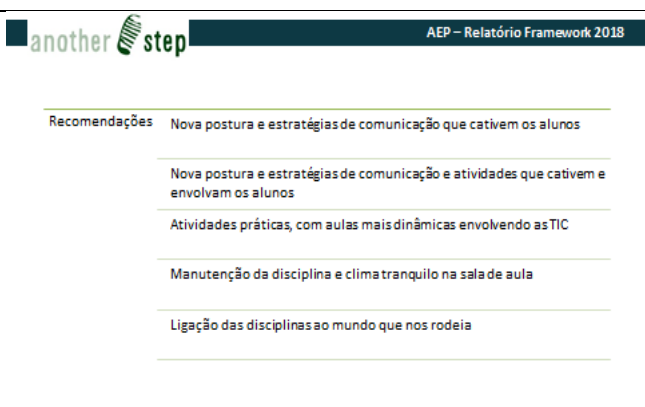 another step
AEP – Relatório Framework 2018
Recomendações
Nova postura e estratégias de comunicação que cativem os alunos
Nova postura e estratégias de comunicação e atividades que cativem e
envolvam os alunos
Atividades práticas, com aulas mais dinâmicas envolvendo as TIC
Manutenção da disciplina e clima tranquilo na sala de aula
Ligação das disciplinas ao mundo que nos rodeia